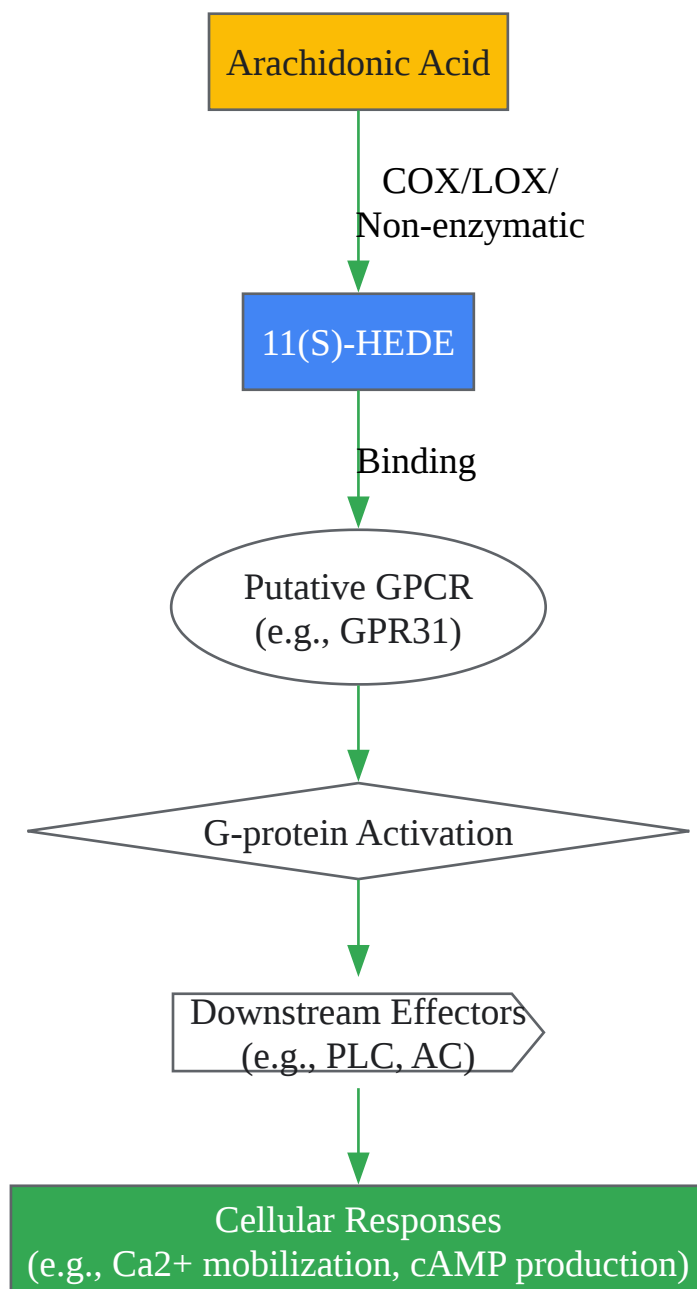 Arachidonic Acid
COX/LOX/
Non-enzymatic
11(S)-HEDE
Binding
Putative GPCR
(e.g., GPR31)
G-protein Activation
Downstream Effectors
(e.g., PLC, AC)
Cellular Responses
(e.g., Ca2+ mobilization, cAMP production)